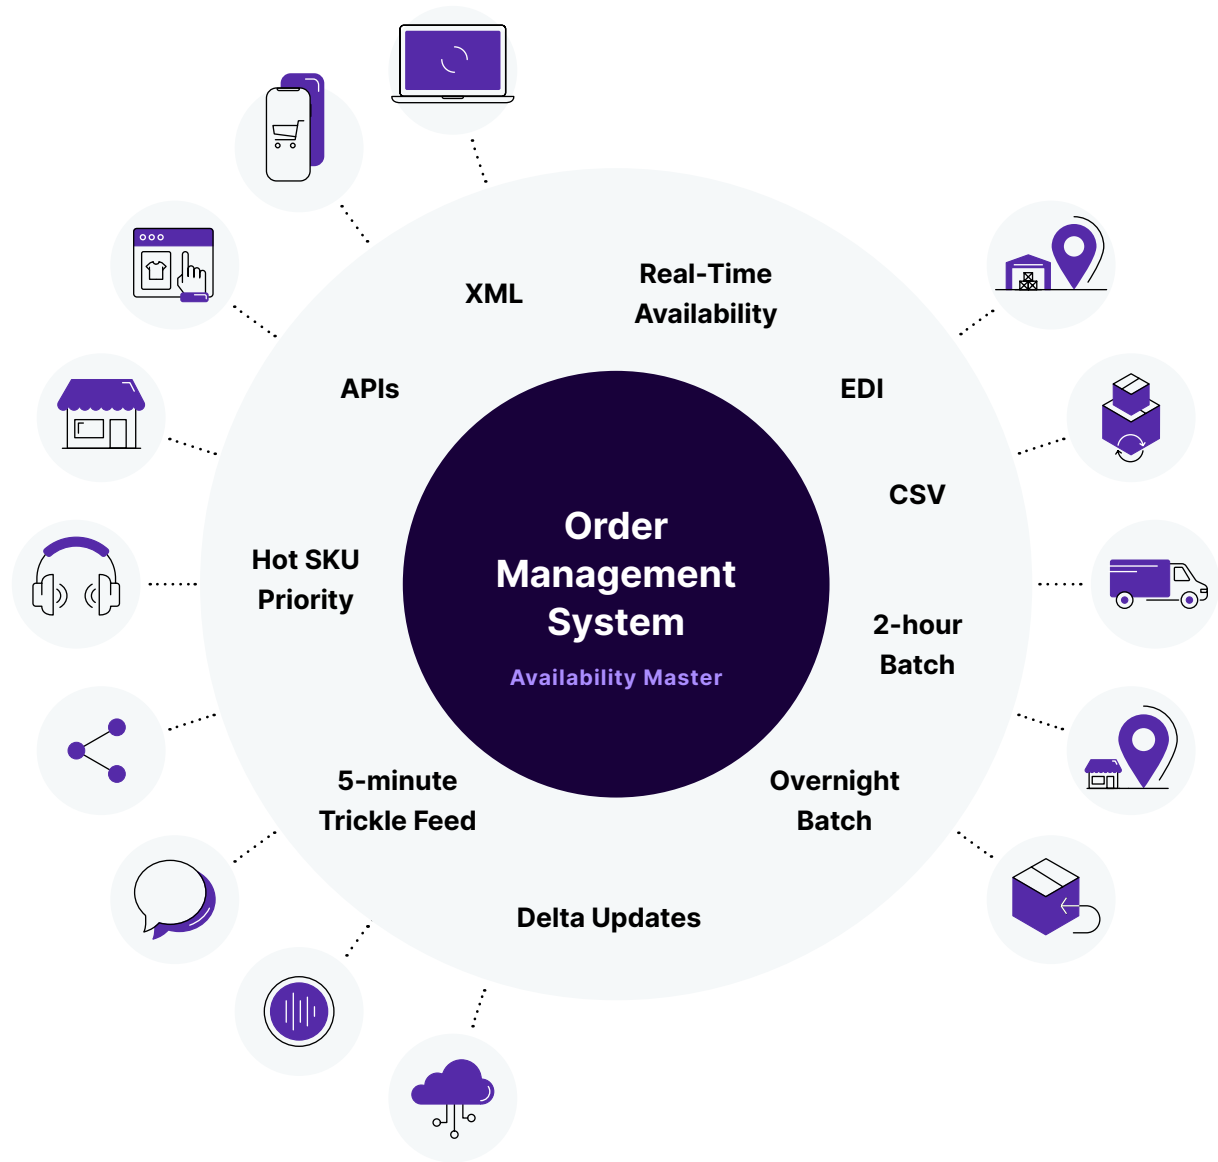 XML
Real-Time
Availability
APIs
EDI
CSV
Order
Management
System
Availability Master
Hot SKU
Priority
2-hour
Batch
5-minute
Trickle Feed
Overnight
Batch
Delta Updates